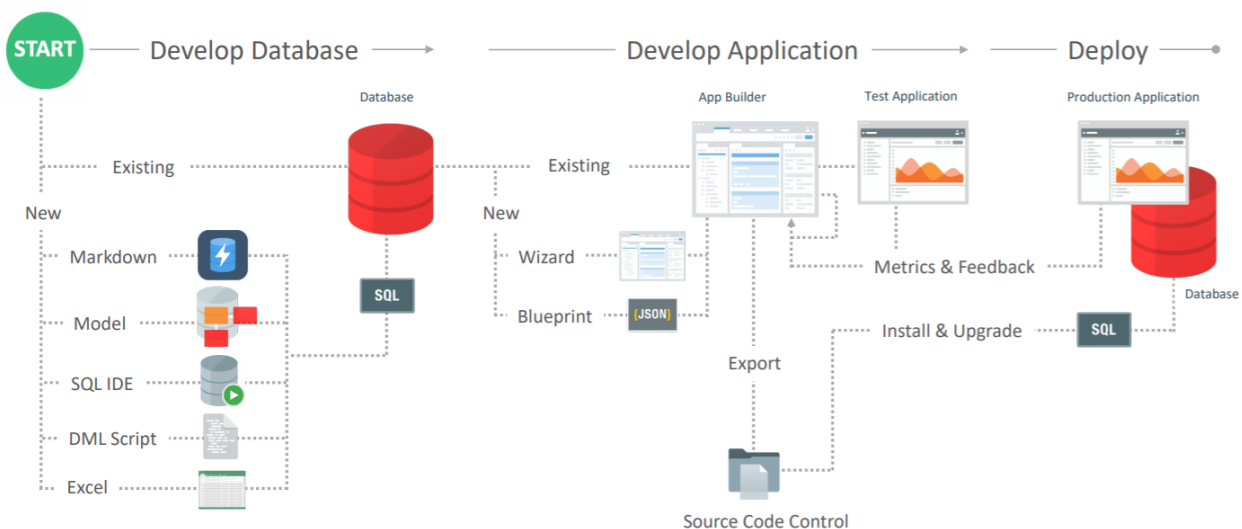 START
Develop Database
Develop Application
Deploy
Database
App Builder
Test Application
Production Application
Existing
Existing
New
New
Markdown
Wizard
Metrics & Feedback
SQL
Database
Model
Blueprint
{JSON}
Install & Upgrade
SQL
Export
SQL IDE
DML Script
Excel
Source Code Control